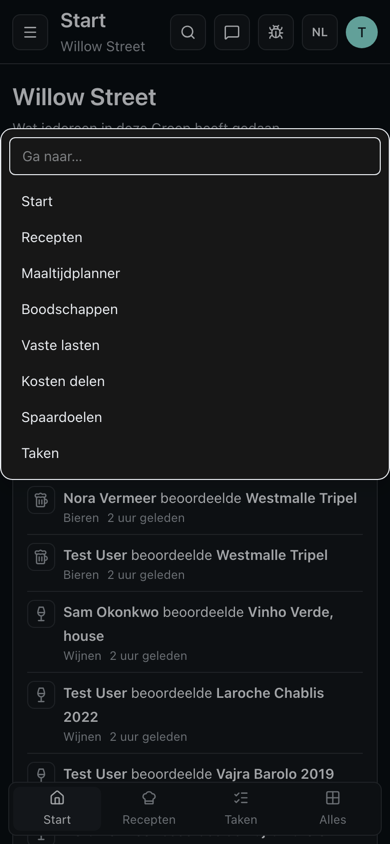 Start
Willow Street
NL
T
Willow Street
Wat iedereen in deze Groep heeft gedaan
Ga naar...
Start
Recepten
Maaltijdplanner
Boodschappen
Vaste lasten
Kosten delen
Spaardoelen
Taken
Nora Vermeer beoordeelde Westmalle Tripel
Bieren 2 uur geleden
Test User beoordeelde Westmalle Tripel
Bieren 2 uur geleden
Sam Okonkwo beoordeelde Vinho Verde,
house
Wijnen 2 uur geleden
Test User beoordeelde Laroche Chablis
2022
Wijnen 2 uur geleden
Test User beoordeelde Vajra Barolo 2019
Start
Recepten
Taken
Alles